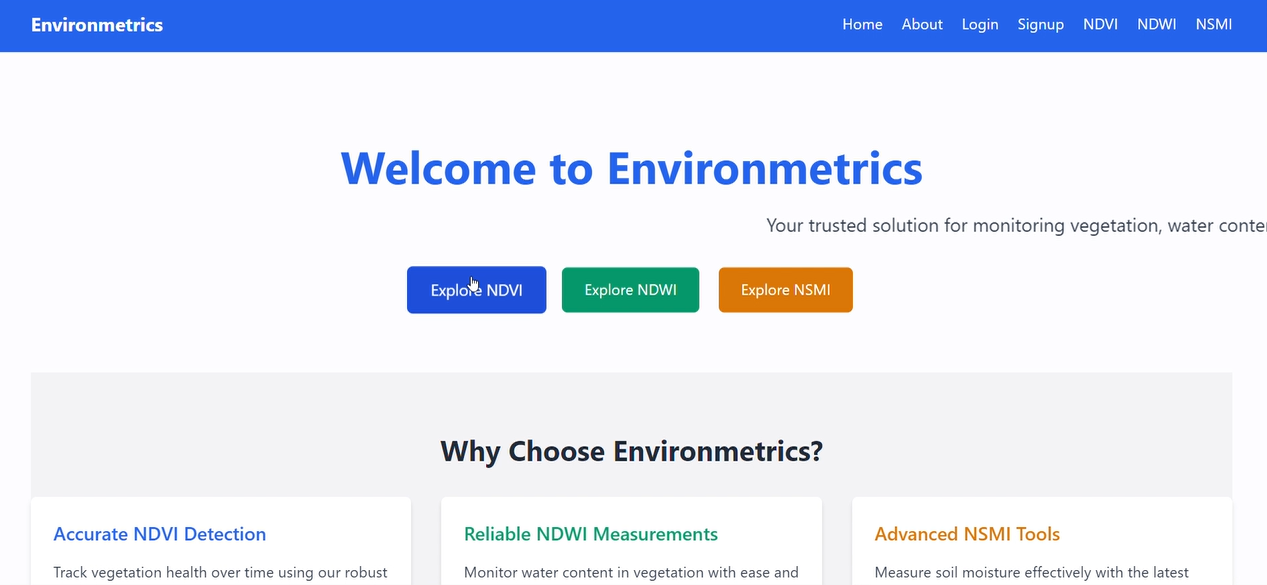 Environmetrics
Home About Login Signup NDVI NDWI NSMI
Welcome to Environmetrics
Your trusted solution for monitoring vegetation, water conte
Explore NDVI
Explore NDWI
Explore NSMI
Why Choose Environmetrics?
Accurate NDVI Detection
Track vegetation health over time using our robust
Reliable NDWI Measurements
Monitor water content in vegetation with ease and
Advanced NSMI Tools
Measure soil moisture effectively with the latest